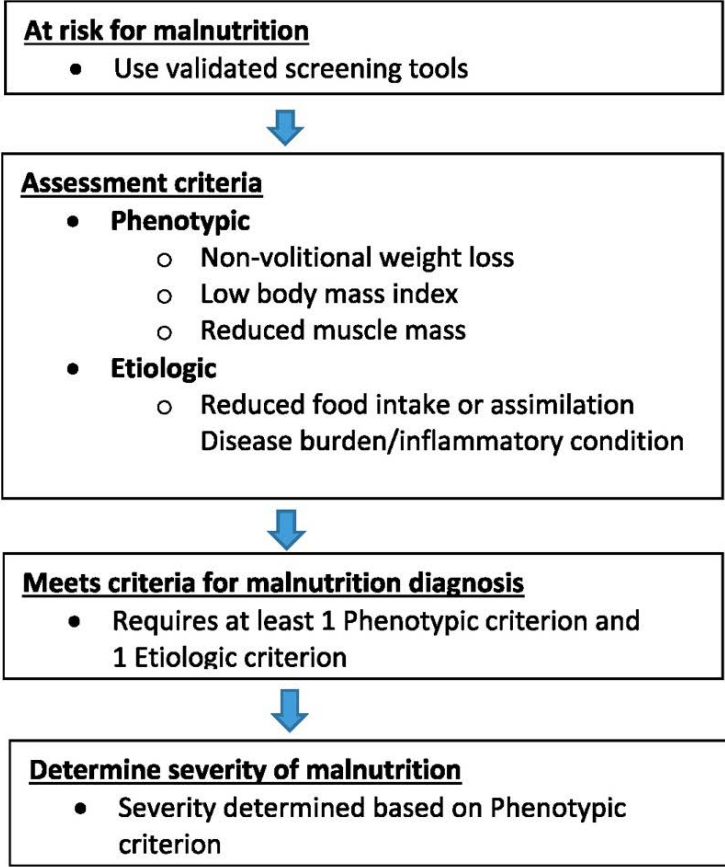 At risk for malnutrition
• Use validated screening tools
Assessment criteria
• Phenotypic
o Non-volitional weight loss
o Low body mass index
o Reduced muscle mass
• Etiologic
o Reduced food intake or assimilation
Disease burden/inflammatory condition
Meets criteria for malnutrition diagnosis
• Requires at least 1 Phenotypic criterion and
1 Etiologic criterion
Determine severity of malnutrition
• Severity determined based on Phenotypic
criterion